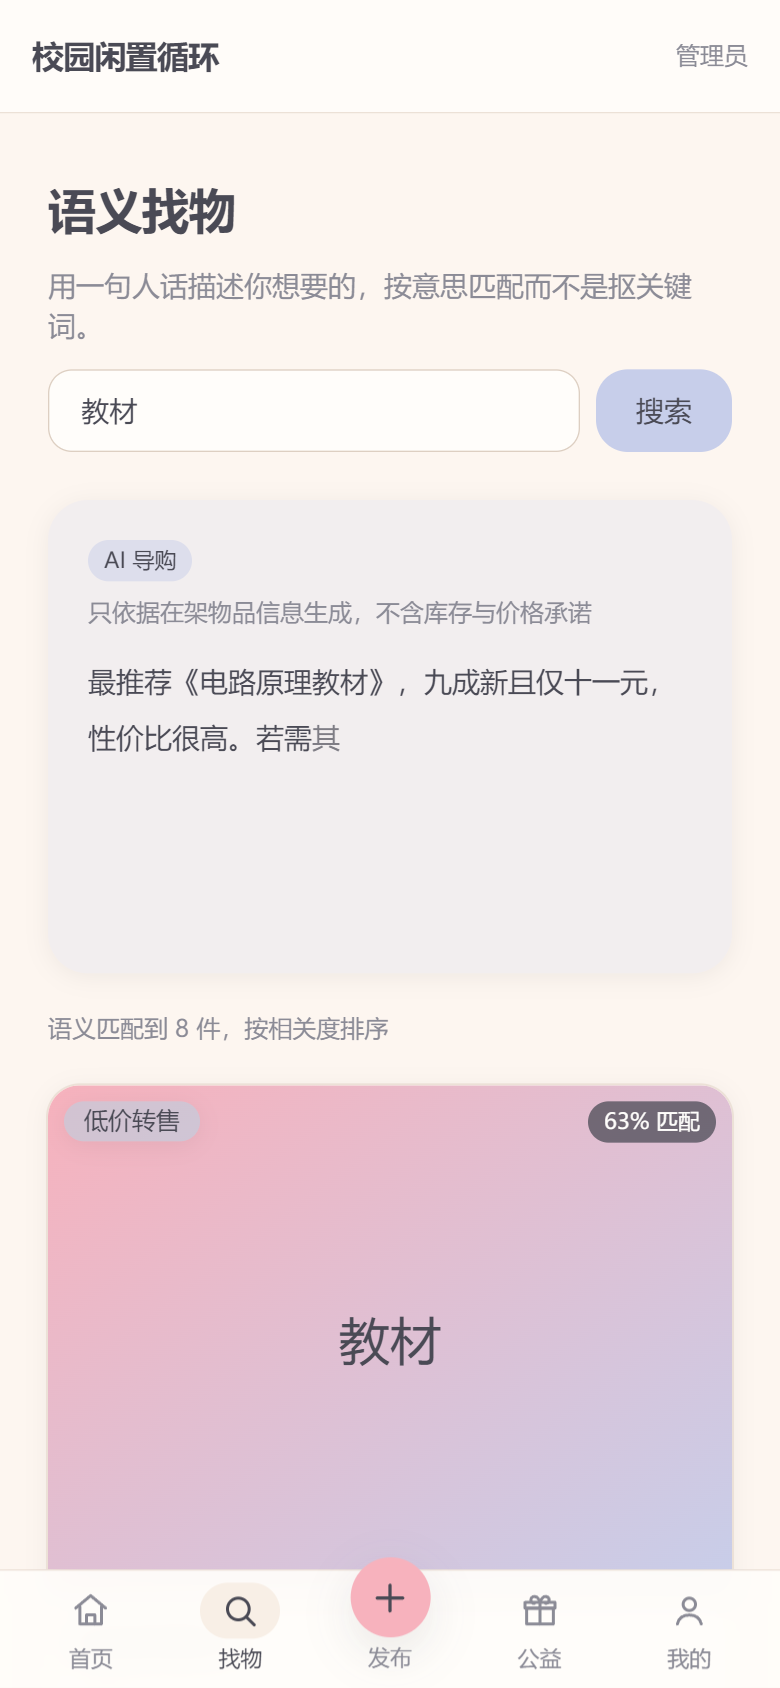 校园闲置循环
管理员
语义找物
用一句人话描述你想要的，按意思匹配而不是抠关键
词。
教材
搜索
AI 导购
只依据在架物品信息生成，不含库存与价格承诺
最推荐《电路原理教材》，九成新且仅十一元，
性价比很高。若需其
语义匹配到 8 件，按相关度排序
低价转售
63% 匹配
教材
首页
找物
发布
公益
我的